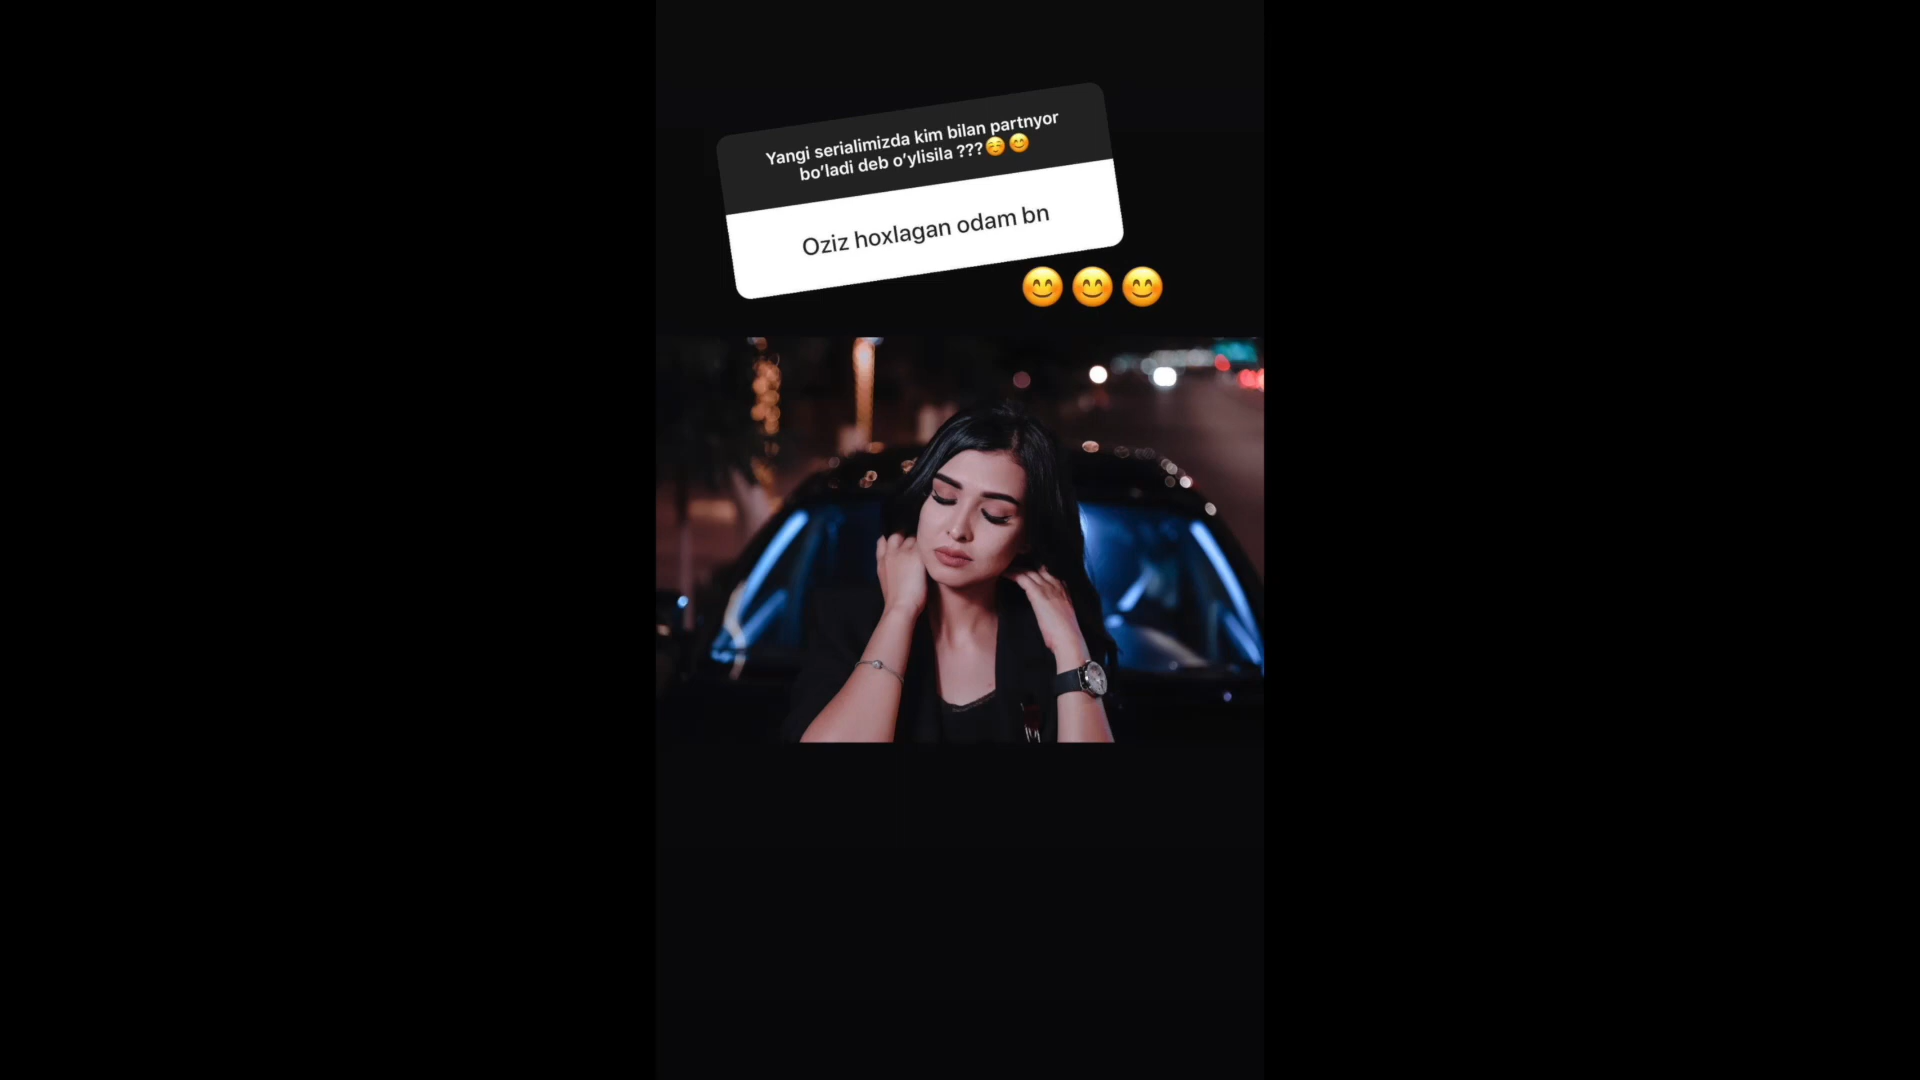 Yangi serialimizda kim bilan partnyor
bo’ladi deb o’ylisila ???☺️😊
Oziz hoxlagan odam bn
😊😊😊